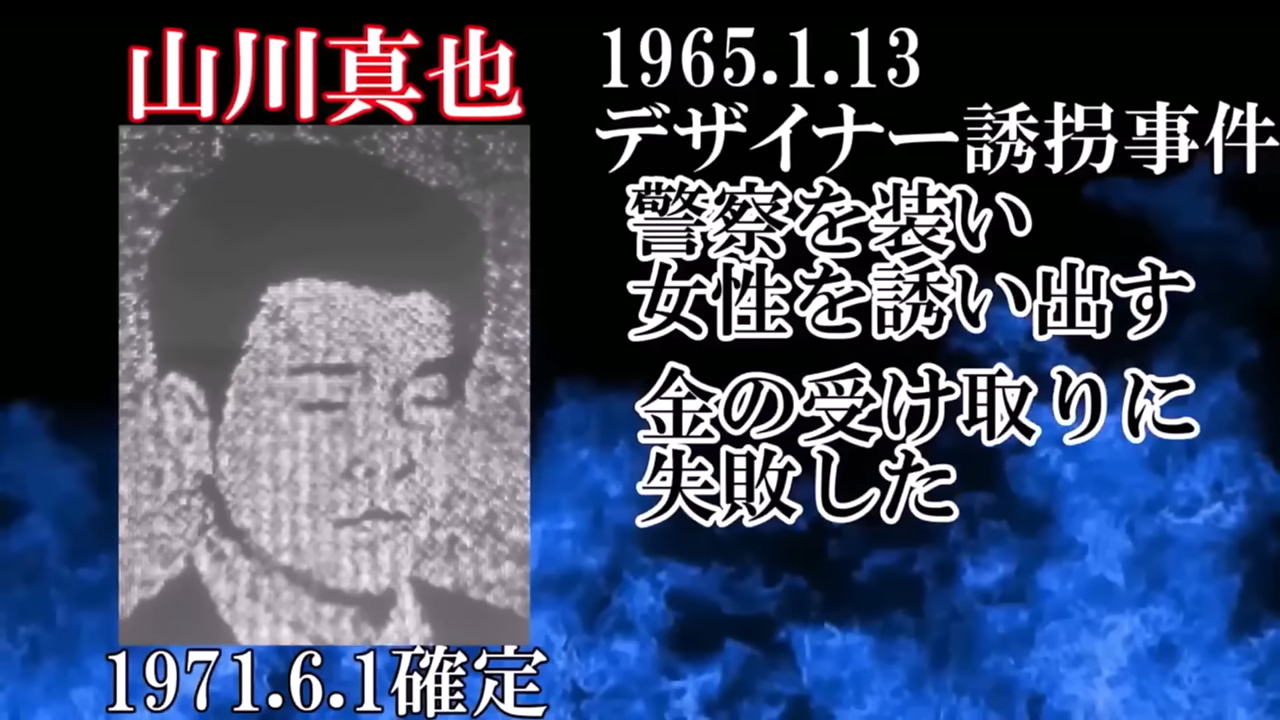 山川真也
1965.1.13
デザイナー誘拐事件
警察を装い
女性を誘い出す
金の受け取りに
失敗した
1971.6.1確定